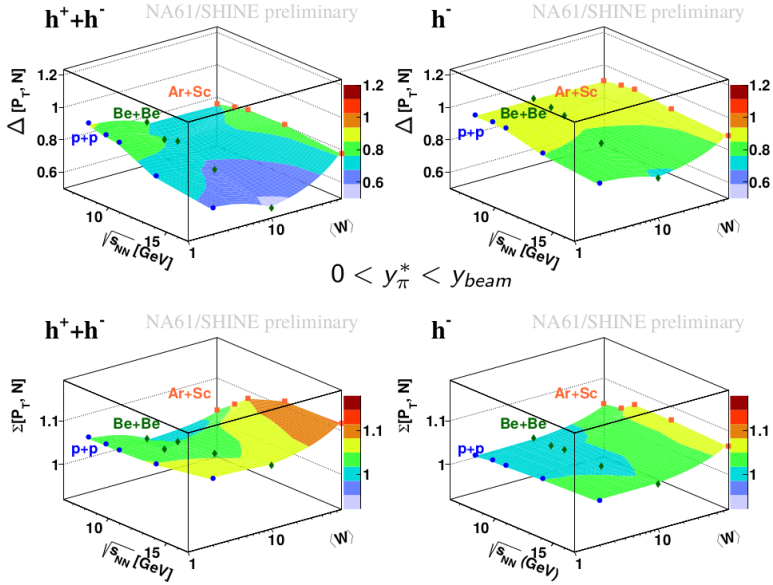 h⁺+h⁻ NA61/SHINE preliminary
Δ [P_T, N]
1.2
1
0.8
0.6
Ar+Sc
Be+Be
p+p
1.2
1
0.8
0.6
10
15
1
10
√s_NN [GeV]
⟨W⟩
h⁻ NA61/SHINE preliminary
Δ [P_T, N]
1.2
1
0.8
0.6
Ar+Sc
Be+Be
p+p
1.2
1
0.8
0.6
10
15
1
10
√s_NN [GeV]
⟨W⟩
0 < y*_π < y_beam
h⁺+h⁻ NA61/SHINE preliminary
Σ[P_T, N]
1.1
1
Ar+Sc
Be+Be
p+p
1.1
1
10
15
1
10
√s_NN [GeV]
⟨W⟩
h⁻ NA61/SHINE preliminary
Σ[P_T, N]
1.1
1
Ar+Sc
Be+Be
p+p
1.1
1
10
15
1
10
√s_NN (GeV)
⟨W⟩